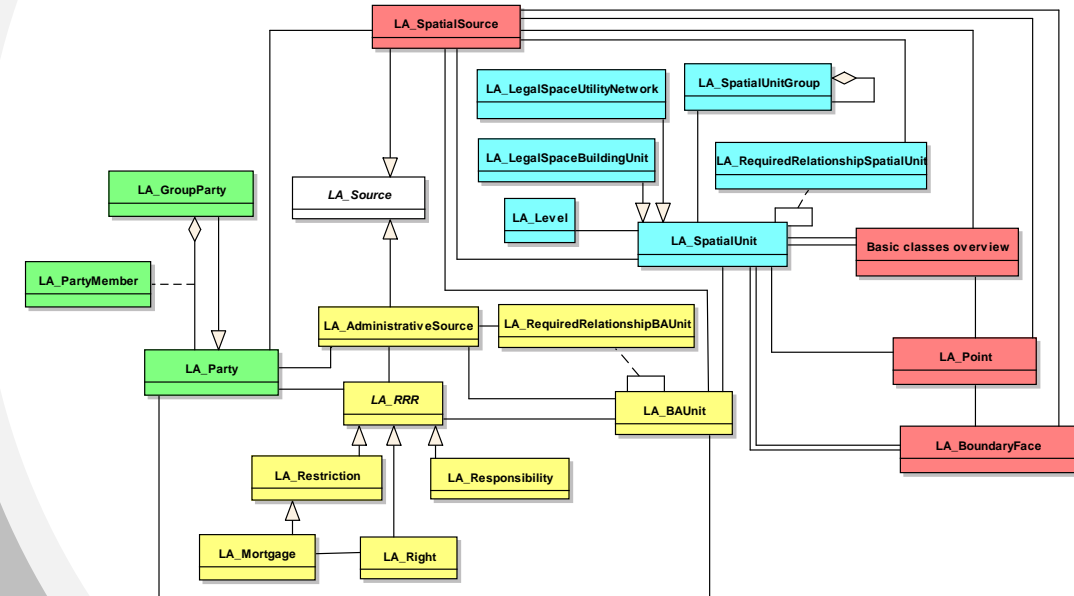 LA_SpatialSource
LA_LegalSpaceUtilityNetwork
LA_SpatialUnitGroup
LA_LegalSpaceBuildingUnit
LA_RequiredRelationshipSpatialUnit
LA_GroupParty
LA_Source
LA_Level
LA_SpatialUnit
Basic classes overview
LA_PartyMember
LA_AdministrativeSource
LA_RequiredRelationshipBAUnit
LA_Party
LA_Point
LA_RRR
LA_BAUnit
LA_BoundaryFace
LA_Restriction
LA_Responsibility
LA_Mortgage
LA_Right